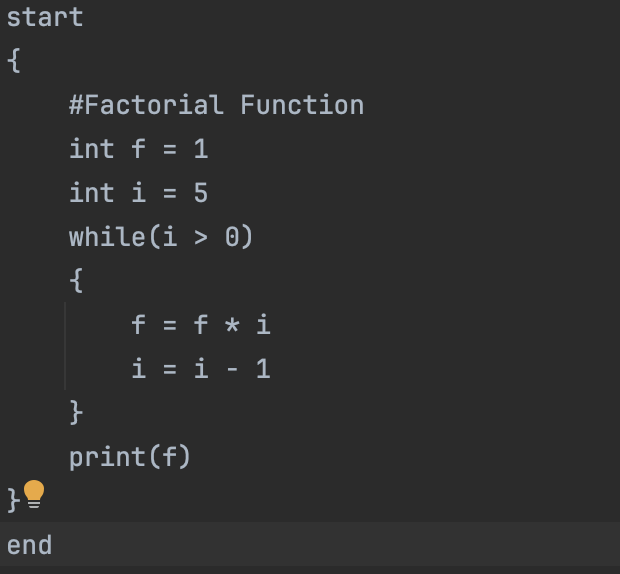 start
{
#Factorial Function
int f = 1
int i = 5
while(i > 0)
{
f = f * i
i = i - 1
}
print(f)
}
end